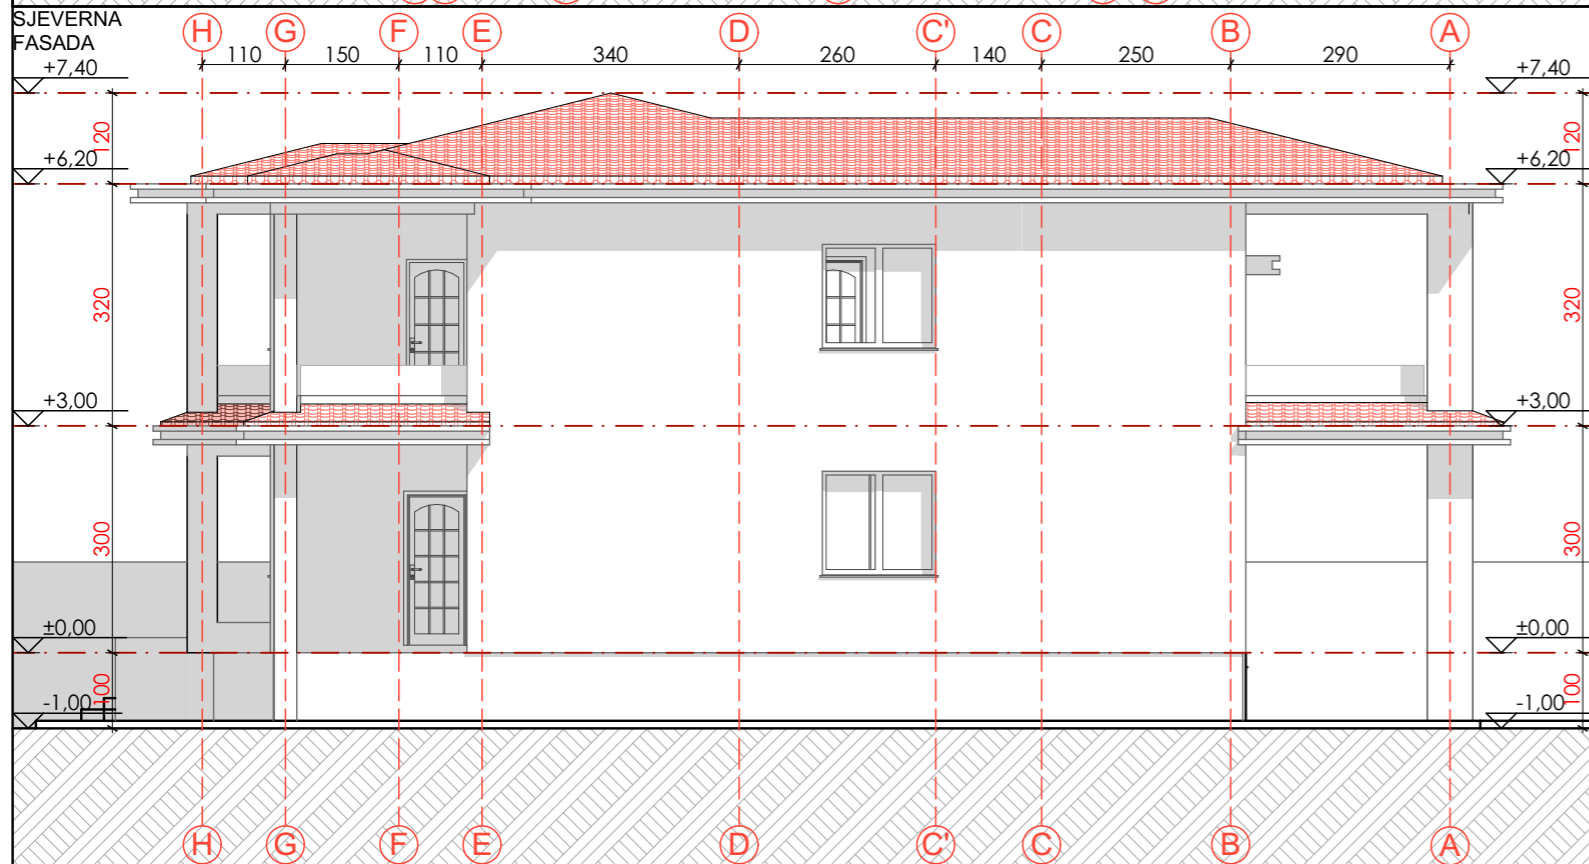 SJEVERNA
FASADA
H G F E D C' C B A
110 150 110 340 260 140 250 290
+7,40 +7,40
120 120
+6,20 +6,20
320 320
+3,00 +3,00
300 300
±0,00 ±0,00
100 100
-1,00 -1,00
H G F E D C' C B A